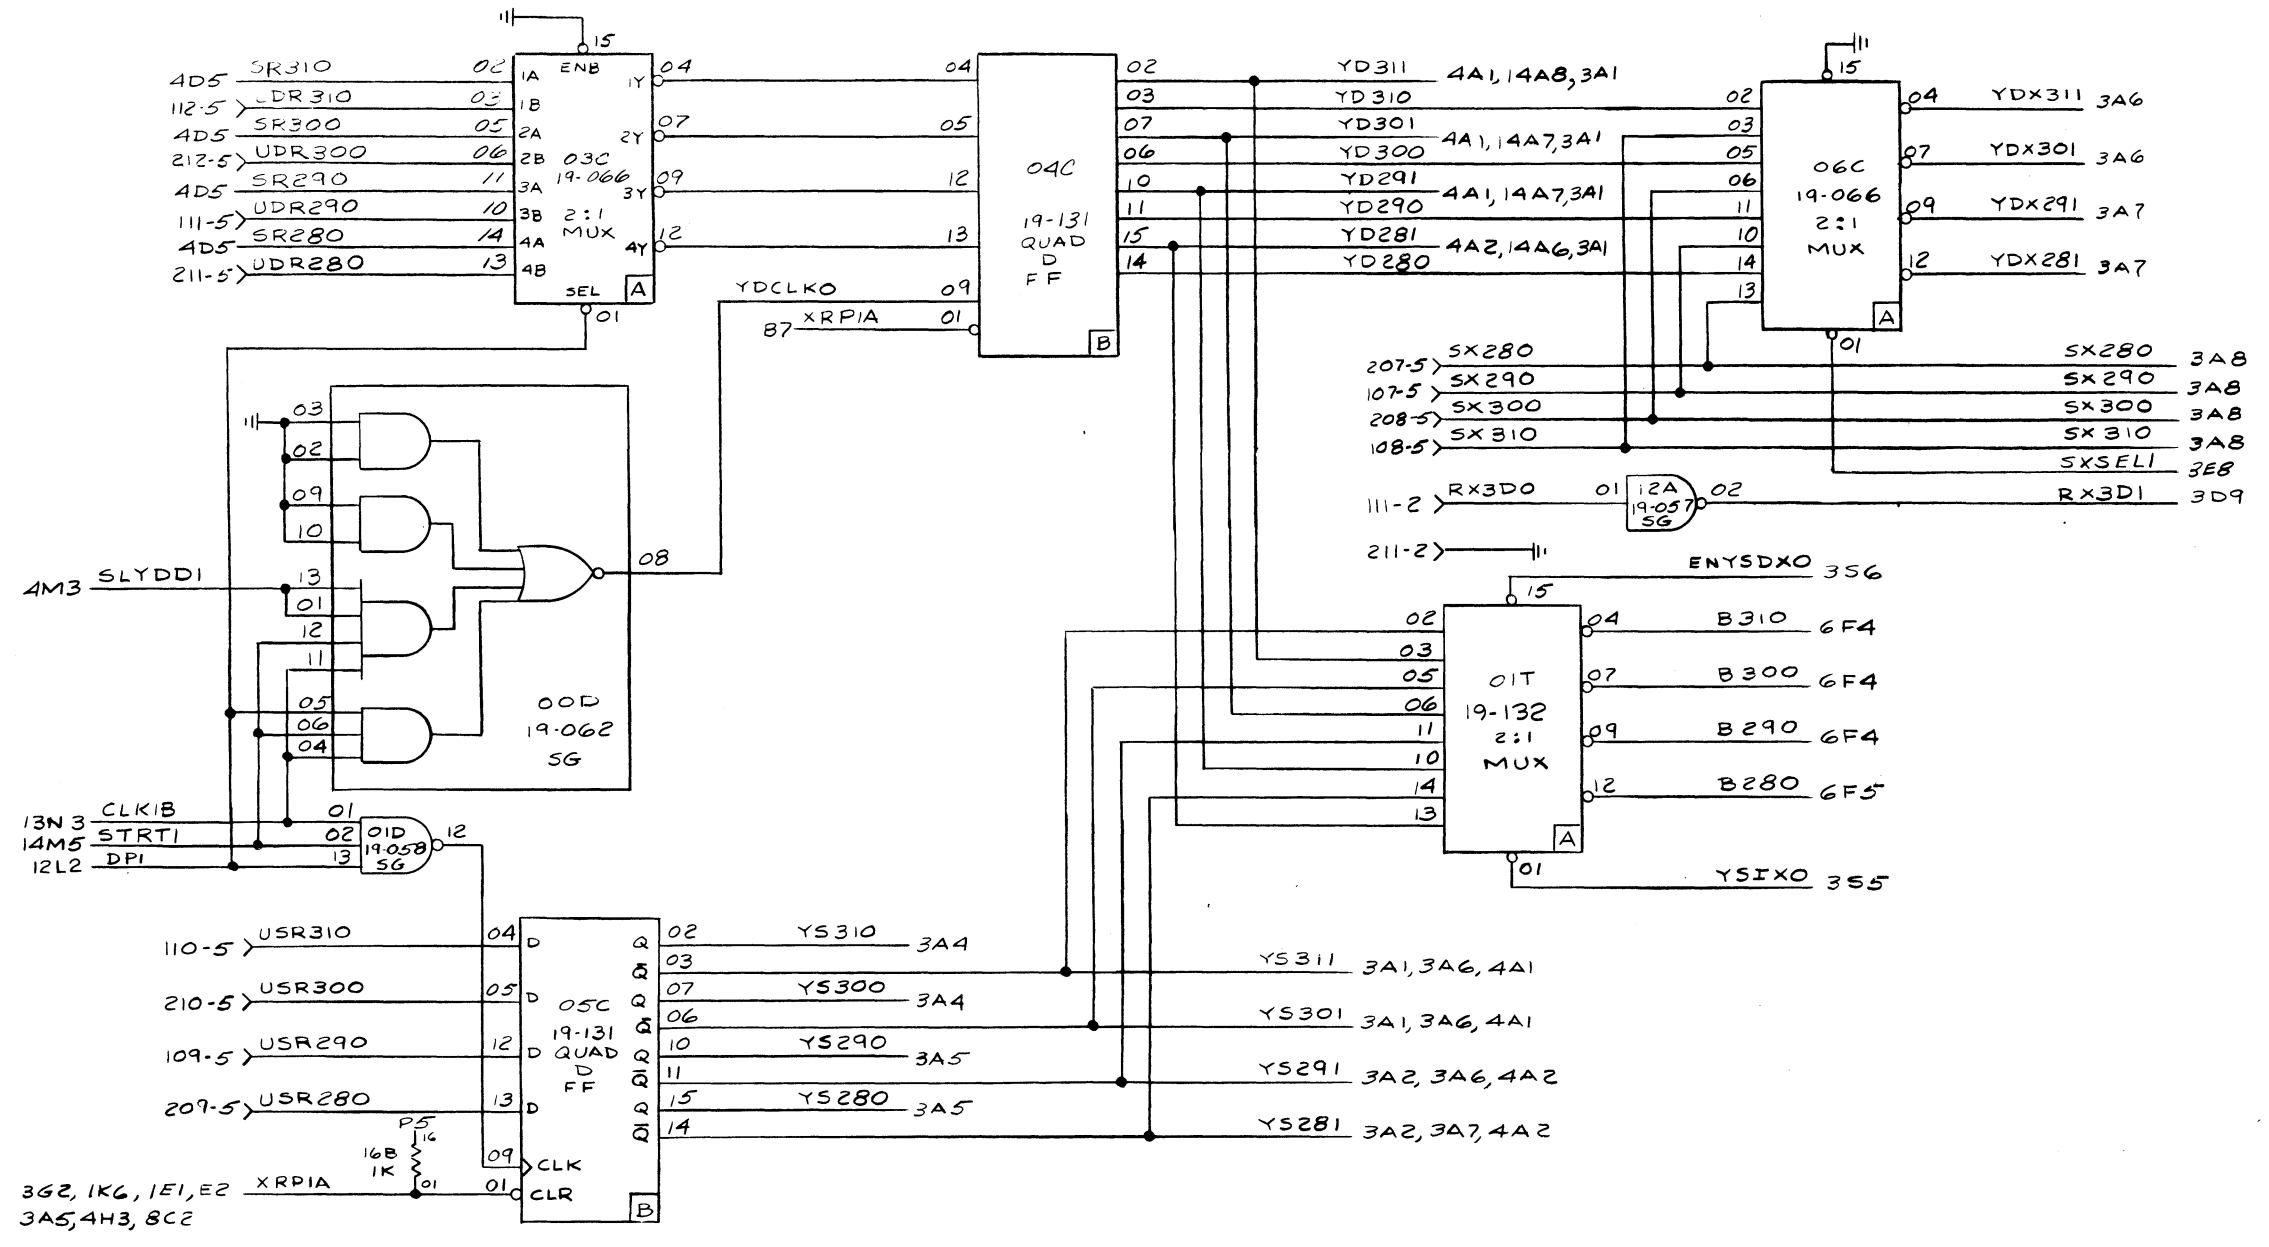 15
SR310 02 1A ENB 1Y 04
4D5
112-5 DR310 03 1B
4D5 SR300 05 2A 2Y 07
212-5 UDR300 06 2B 03C
4D5 SR290 11 3A 19-066 3Y 09
111-5 UDR290 10 3B 2:1
4D5 SR280 14 4A MUX 4Y 12
211-5 UDR280 13 4B
SEL A
01
04 02 YD311 4A1, 14A8, 3A1
03 YD310
05 07 YD301 4A1, 14A7, 3A1
04C 06 YD300
12 10 YD291 4A1, 14A7, 3A1
19-131 11 YD290
QUAD
13 D 15 YD281 4A2, 14A6, 3A1
FF 14 YD280
YDCLK0 09
B7 XRP1A 01
B
15
02 04 YDX311 3A6
03
05 06C 07 YDX301 3A6
06 19-066
11 2:1 09 YDX291 3A7
10 MUX
14 12 YDX281 3A7
13
A
01
207-5 SX280 SX280 3A8
107-5 SX290 SX290 3A8
208-5 SX300 SX300 3A8
108-5 SX310 SX310 3A8
SXSEL1 3E8
111-2 RX3D0 01 12A 02 RX3D1 3D9
19-057
SG
211-2
03
02
09
10
08
4M3 SLYDD1 13
01
12
11
05
06
04
00D
19-062
SG
13N3 CLK1B 01
14M5 STRT1 02 01D 12
12L2 DP1 13 19-058
SG
ENYSDX0 3S6
15
02 04 B310 6F4
03
05 01T 07 B300 6F4
06 19-132
11 2:1 09 B290 6F4
10 MUX
14 12 B280 6F5
13
A
01
YSIX0 3S5
110-5 USR310 04 D Q 02 YS310 3A4
Q 03 YS311 3A1, 3A6, 4A1
210-5 USR300 05 D 05C Q 07 YS300 3A4
Q 06 YS301 3A1, 3A6, 4A1
109-5 USR290 12 D 19-131 Q 10 YS290 3A5
QUAD
D
FF
Q 11 YS291 3A2, 3A6, 4A2
209-5 USR280 13 D Q 15 YS280 3A5
Q 14 YS281 3A2, 3A7, 4A2
P5
16
16B
1K
01
09 CLK
3G2, 1K6, 1E1, E2 XRP1A 01 CLR
3A5, 4H3, 8C2
B